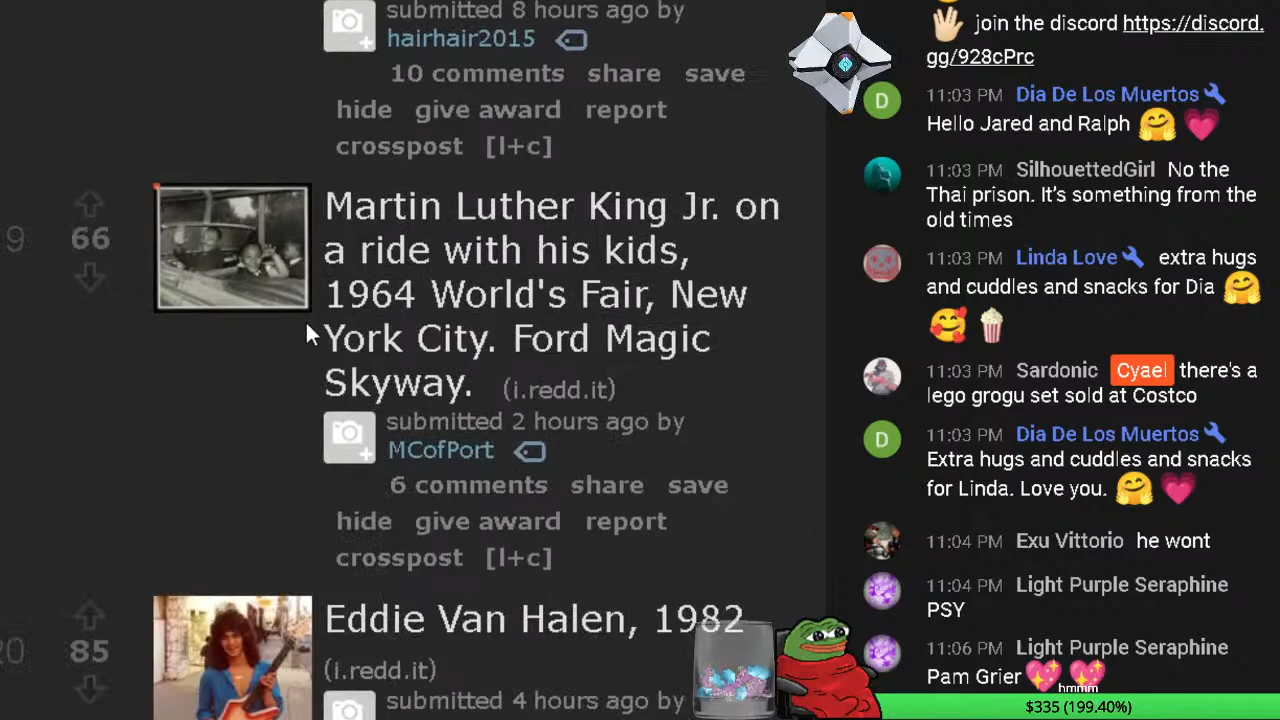 submitted 8 hours ago by
hairhair2015
10 comments share save
hide give award report
crosspost [l+c]
9
66
Martin Luther King Jr. on
a ride with his kids,
1964 World's Fair, New
York City. Ford Magic
Skyway. (i.redd.it)
submitted 2 hours ago by
MCofPort
6 comments share save
hide give award report
crosspost [l+c]
20
85
Eddie Van Halen, 1982
(i.redd.it)
submitted 4 hours ago by
join the discord https://discord.
gg/928cPrc
D
11:03 PM Dia De Los Muertos
Hello Jared and Ralph
11:03 PM SilhouettedGirl No the
Thai prison. It's something from the
old times
11:03 PM Linda Love extra hugs
and cuddles and snacks for Dia
11:03 PM Sardonic Cyael there's a
lego grogu set sold at Costco
D
11:03 PM Dia De Los Muertos
Extra hugs and cuddles and snacks
for Linda. Love you.
11:04 PM Exu Vittorio he wont
11:04 PM Light Purple Seraphine
PSY
11:06 PM Light Purple Seraphine
Pam Grier
hmmm
$335 (199.40%)